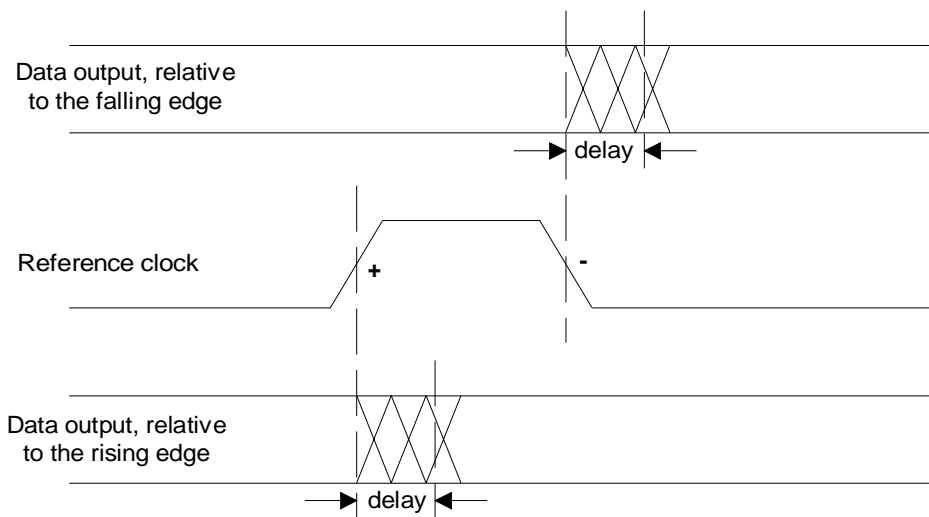 Data output, relative
to the falling edge
delay
Reference clock
+
-
Data output, relative
to the rising edge
delay